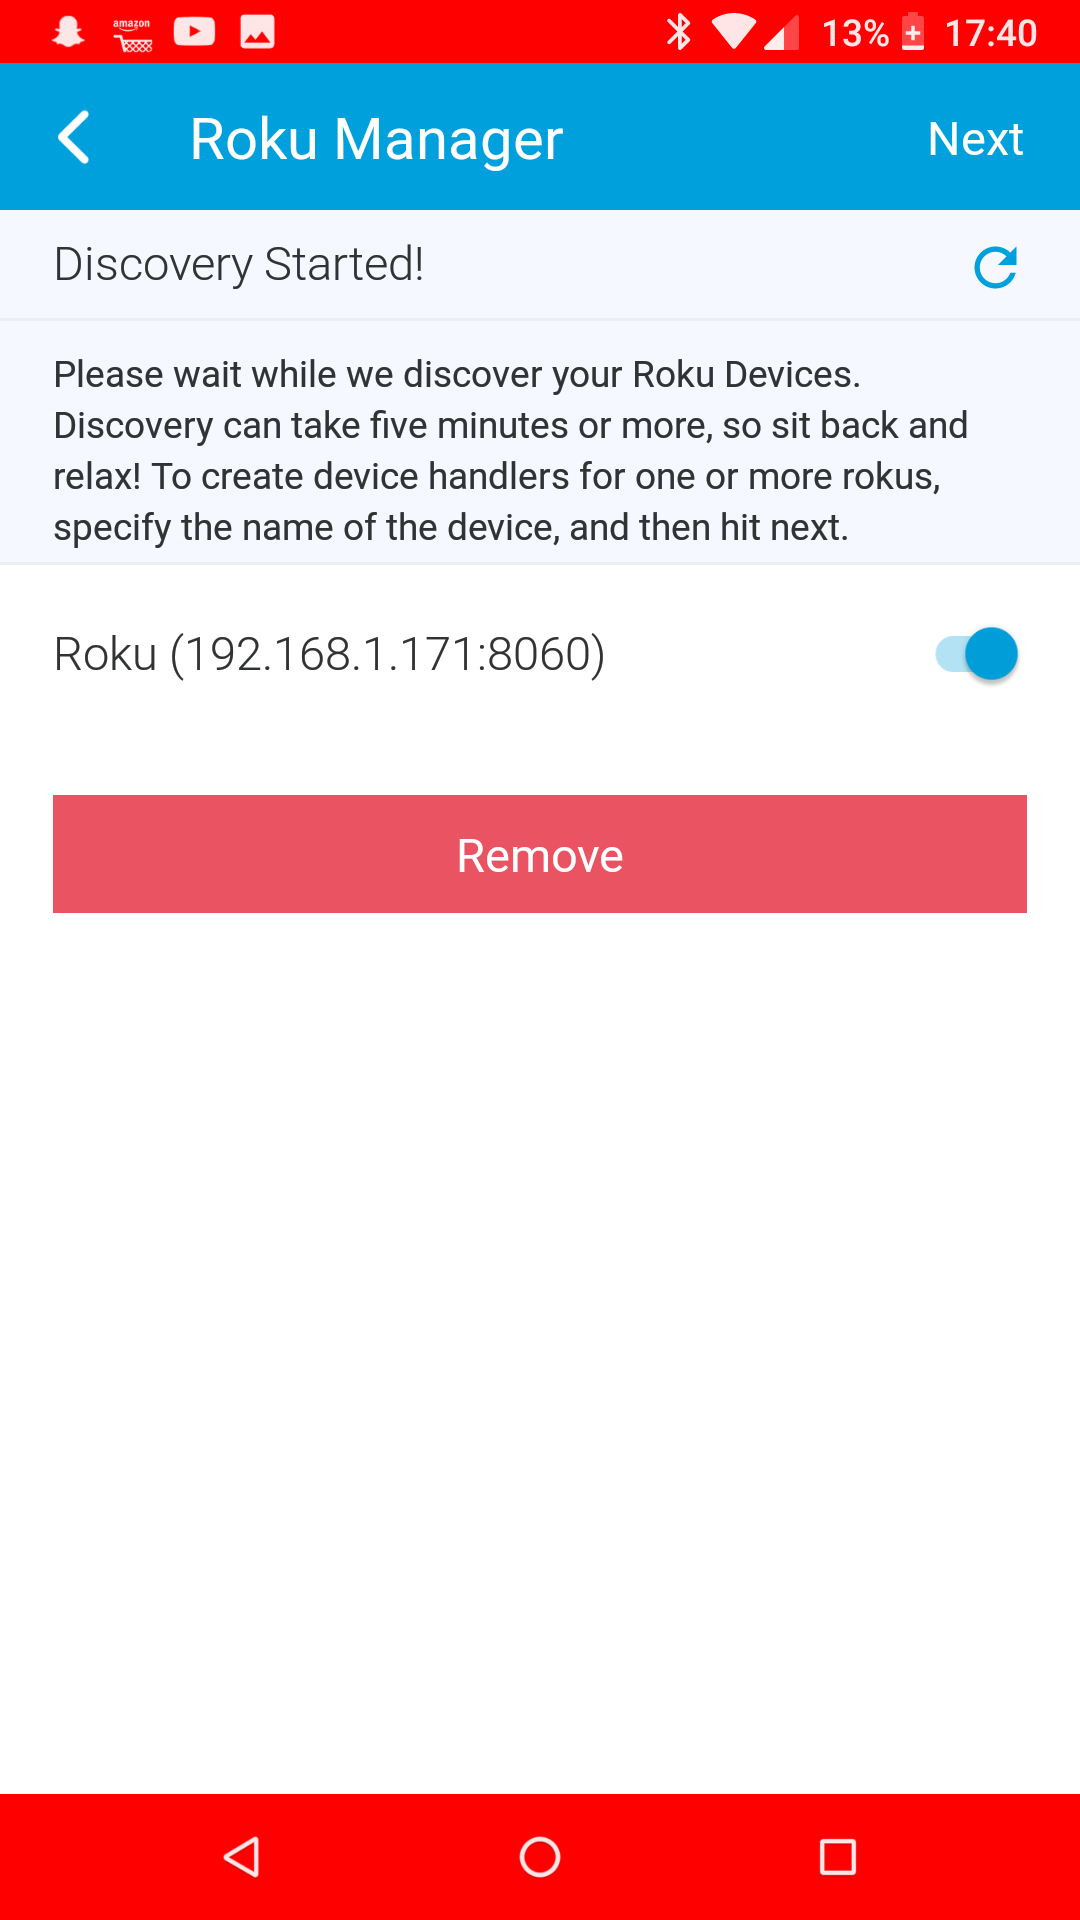 amazon
13% 17:40
Roku Manager Next
Discovery Started!
Please wait while we discover your Roku Devices.
Discovery can take five minutes or more, so sit back and
relax! To create device handlers for one or more rokus,
specify the name of the device, and then hit next.
Roku (192.168.1.171:8060)
Remove